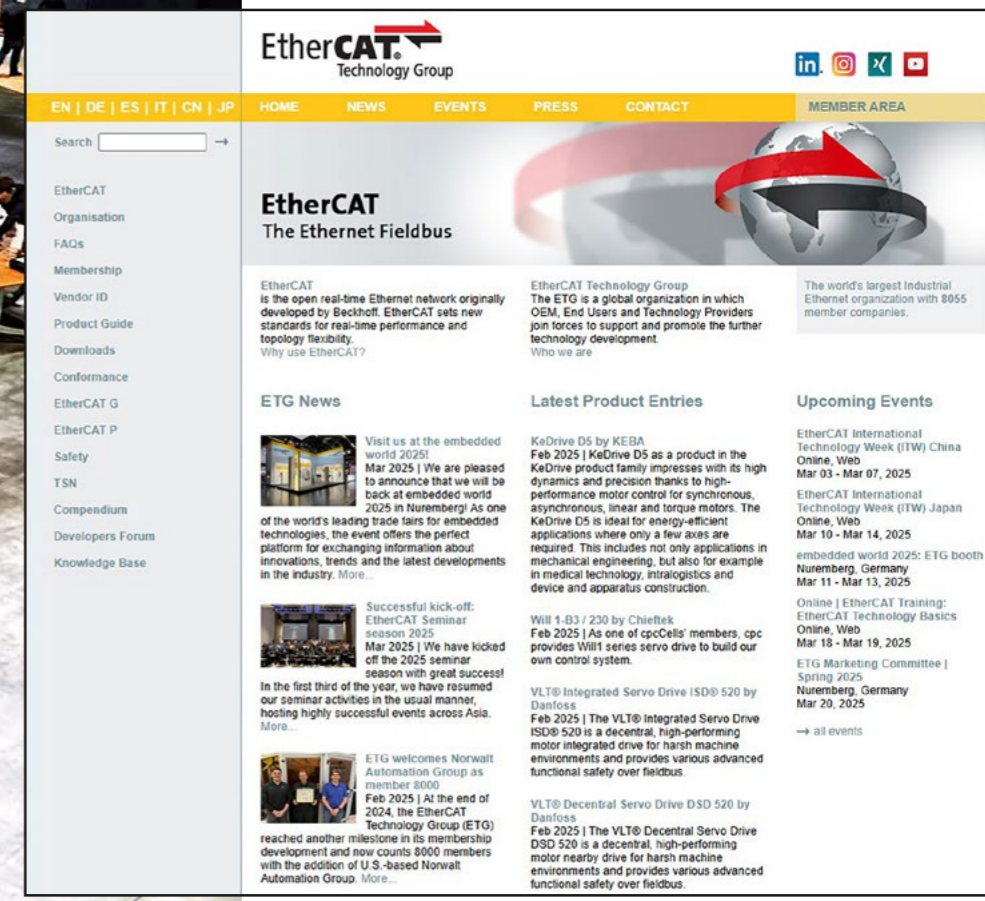 EtherCAT®
Technology Group
in
EN | DE | ES | IT | CN | JP
HOME NEWS EVENTS PRESS CONTACT MEMBER AREA
Search →
EtherCAT
Organisation
FAQs
Membership
Vendor ID
Product Guide
Downloads
Conformance
EtherCAT G
EtherCAT P
Safety
TSN
Compendium
Developers Forum
Knowledge Base
EtherCAT
The Ethernet Fieldbus
EtherCAT
is the open real-time Ethernet network originally
developed by Beckhoff. EtherCAT sets new
standards for real-time performance and
topology flexibility.
Why use EtherCAT?
EtherCAT Technology Group
The ETG is a global organization in which
OEM, End Users and Technology Providers
join forces to support and promote the further
technology development.
Who we are
The world's largest Industrial
Ethernet organization with 8055
member companies.
ETG News
Visit us at the embedded
world 2025!
Mar 2025 | We are pleased
to announce that we will be
back at embedded world
2025 in Nuremberg! As one
of the world's leading trade fairs for embedded
technologies, the event offers the perfect
platform for exchanging information about
innovations, trends and the latest developments
in the industry. More...
Successful kick-off:
EtherCAT Seminar
season 2025
Mar 2025 | We have kicked
off the 2025 seminar
season with great success!
In the first third of the year, we have resumed
our seminar activities in the usual manner,
hosting highly successful events across Asia.
More...
ETG welcomes Norwalt
Automation Group as
member 8000
Feb 2025 | At the end of
2024, the EtherCAT
Technology Group (ETG)
reached another milestone in its membership
development and now counts 8000 members
with the addition of U.S.-based Norwalt
Automation Group. More...
Latest Product Entries
KeDrive D5 by KEBA
Feb 2025 | KeDrive D5 as a product in the
KeDrive product family impresses with its high
dynamics and precision thanks to high-
performance motor control for synchronous,
asynchronous, linear and torque motors. The
KeDrive D5 is ideal for energy-efficient
applications where only a few axes are
required. This includes not only applications in
mechanical engineering, but also for example
in medical technology, intralogistics and
device and apparatus construction.
Will 1-B3 / 230 by Chieftek
Feb 2025 | As one of cpcCells' members, cpc
provides Will1 series servo drive to build our
own control system.
VLT® Integrated Servo Drive ISD® 520 by
Danfoss
Feb 2025 | The VLT® Integrated Servo Drive
ISD® 520 is a decentral, high-performing
motor integrated drive for harsh machine
environments and provides various advanced
functional safety over fieldbus.
VLT® Decentral Servo Drive DSD 520 by
Danfoss
Feb 2025 | The VLT® Decentral Servo Drive
DSD 520 is a decentral, high-performing
motor nearby drive for harsh machine
environments and provides various advanced
functional safety over fieldbus.
Upcoming Events
EtherCAT International
Technology Week (ITW) China
Online, Web
Mar 03 - Mar 07, 2025
EtherCAT International
Technology Week (ITW) Japan
Online, Web
Mar 10 - Mar 14, 2025
embedded world 2025: ETG booth
Nuremberg, Germany
Mar 11 - Mar 13, 2025
Online | EtherCAT Training:
EtherCAT Technology Basics
Online, Web
Mar 18 - Mar 19, 2025
ETG Marketing Committee |
Spring 2025
Nuremberg, Germany
Mar 20, 2025
→ all events